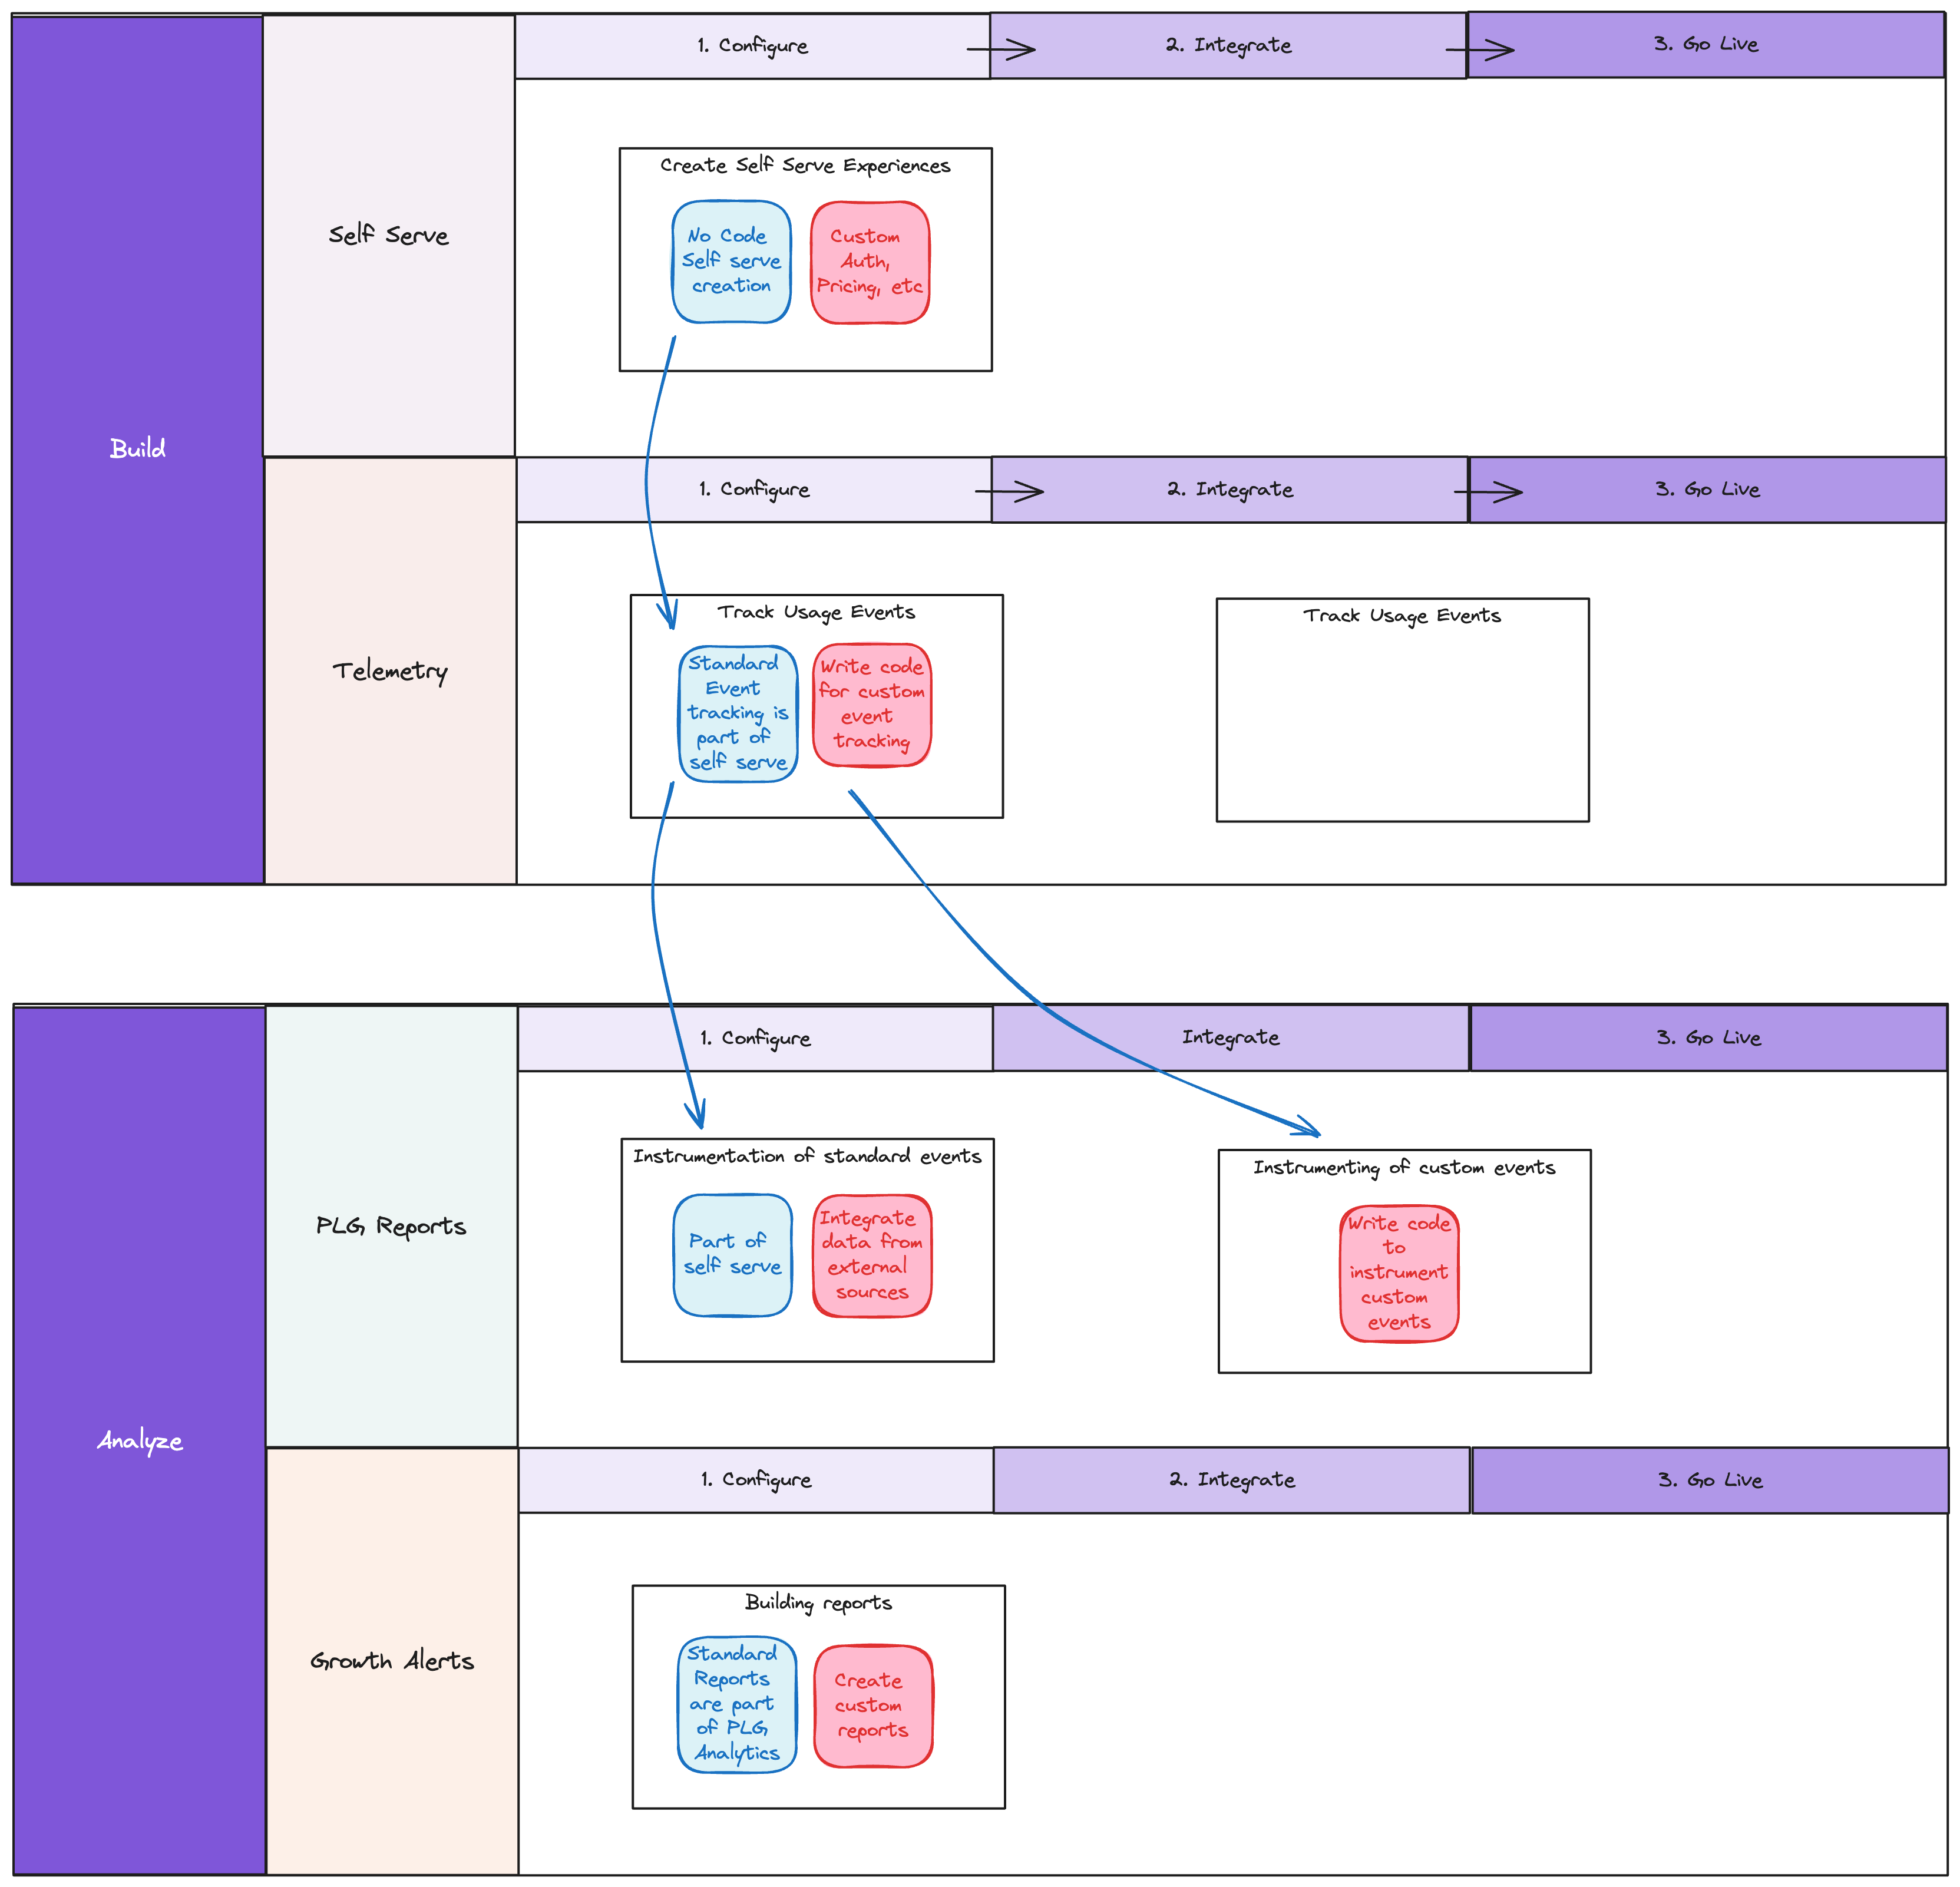 1. Configure
2. Integrate
3. Go Live
Create Self Serve Experiences
No Code
Self serve
creation
Custom
Auth,
Pricing, etc
Self Serve
Build
1. Configure
2. Integrate
3. Go Live
Track Usage Events
Standard
Event
tracking is
part of
self serve
Write code
for custom
event
tracking
Track Usage Events
Telemetry
1. Configure
Integrate
3. Go Live
Instrumentation of standard events
Part of
self serve
Integrate
data from
external
sources
Instrumenting of custom events
Write code
to
instrument
custom
events
PLG Reports
Analyze
1. Configure
2. Integrate
3. Go Live
Building reports
Standard
Reports
are part
of PLG
Analytics
Create
custom
reports
Growth Alerts